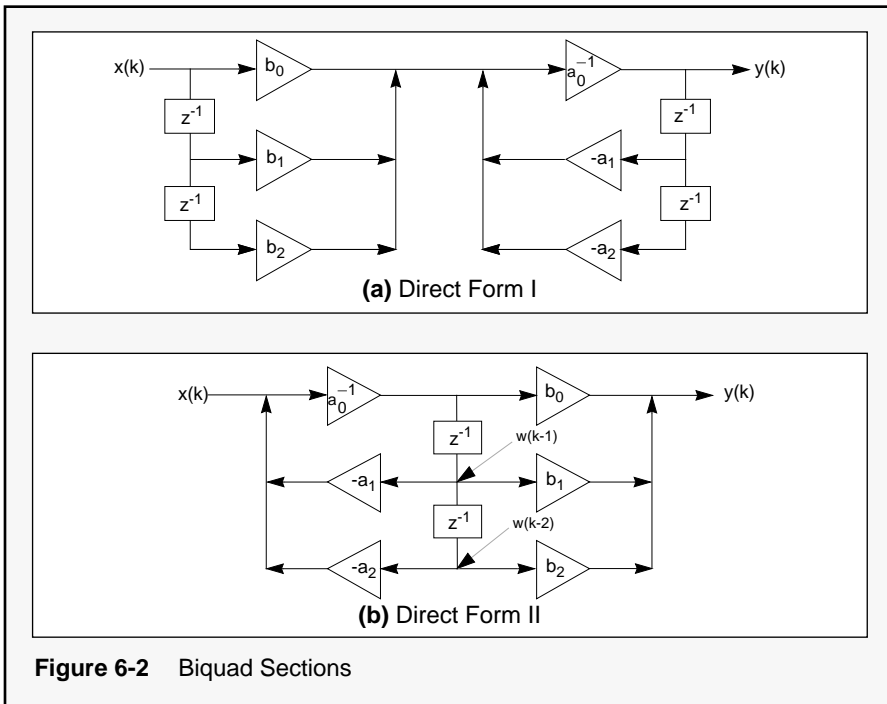 x(k) b0 a0^-1 y(k)
z^-1 z^-1
b1 -a1
z^-1 z^-1
b2 -a2
(a) Direct Form I
x(k) a0^-1 b0 y(k)
z^-1 w(k-1)
-a1 b1
z^-1 w(k-2)
-a2 b2
(b) Direct Form II
Figure 6-2 Biquad Sections